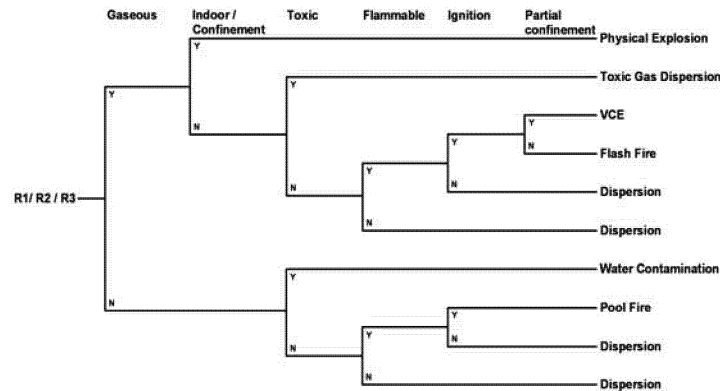 Gaseous Indoor / Confinement Toxic Flammable Ignition Partial confinement
Y Physical Explosion
Y Toxic Gas Dispersion
Y
VCE
Y
Y
N
N
Flash Fire
Y
N
N
Dispersion
R1/ R2 / R3
N
Dispersion
Y
Water Contamination
N
Pool Fire
Y
Y
N
N
Dispersion
N
Dispersion